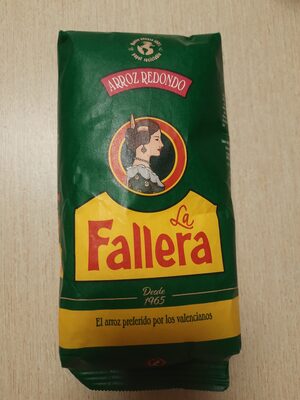 ARROZ REDONDO
La
Fallera
Desde
1965
El arroz preferido por los valencianos